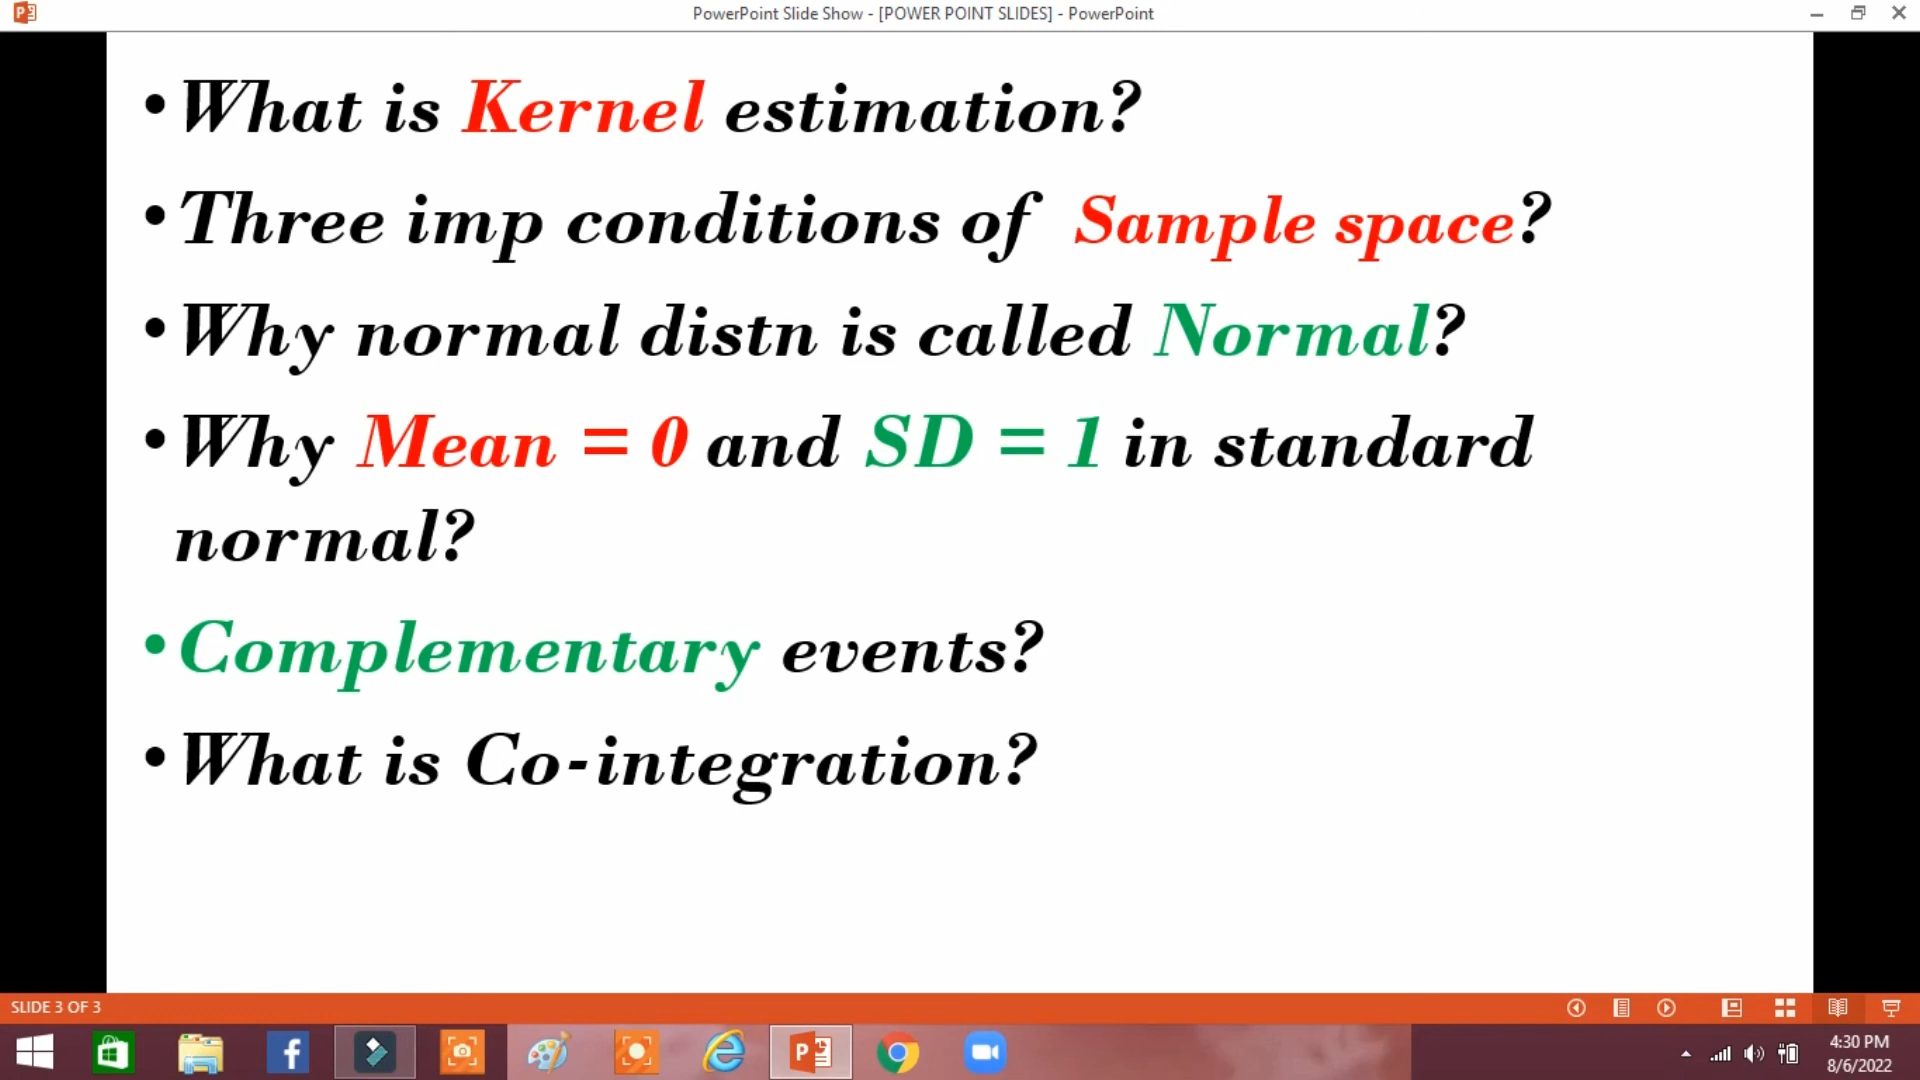 PowerPoint Slide Show - [POWER POINT SLIDES] - PowerPoint
• What is Kernel estimation?
• Three imp conditions of Sample space?
• Why normal distn is called Normal?
• Why Mean = 0 and SD = 1 in standard
normal?
• Complementary events?
• What is Co-integration?
SLIDE 3 OF 3
4:30 PM
8/6/2022